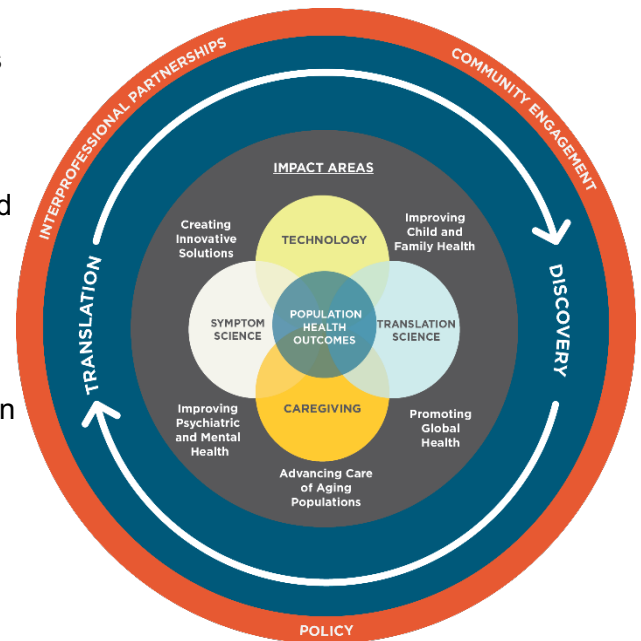 s
d
n
INTERPROFESSIONAL PARTNERSHIPS
COMMUNITY ENGAGEMENT
POLICY
TRANSLATION
DISCOVERY
IMPACT AREAS
Creating
Innovative
Solutions
TECHNOLOGY
Improving
Child and
Family Health
SYMPTOM
SCIENCE
POPULATION
HEALTH
OUTCOMES
TRANSLATION
SCIENCE
Improving
Psychiatric
and Mental
Health
CAREGIVING
Promoting
Global
Health
Advancing Care
of Aging
Populations